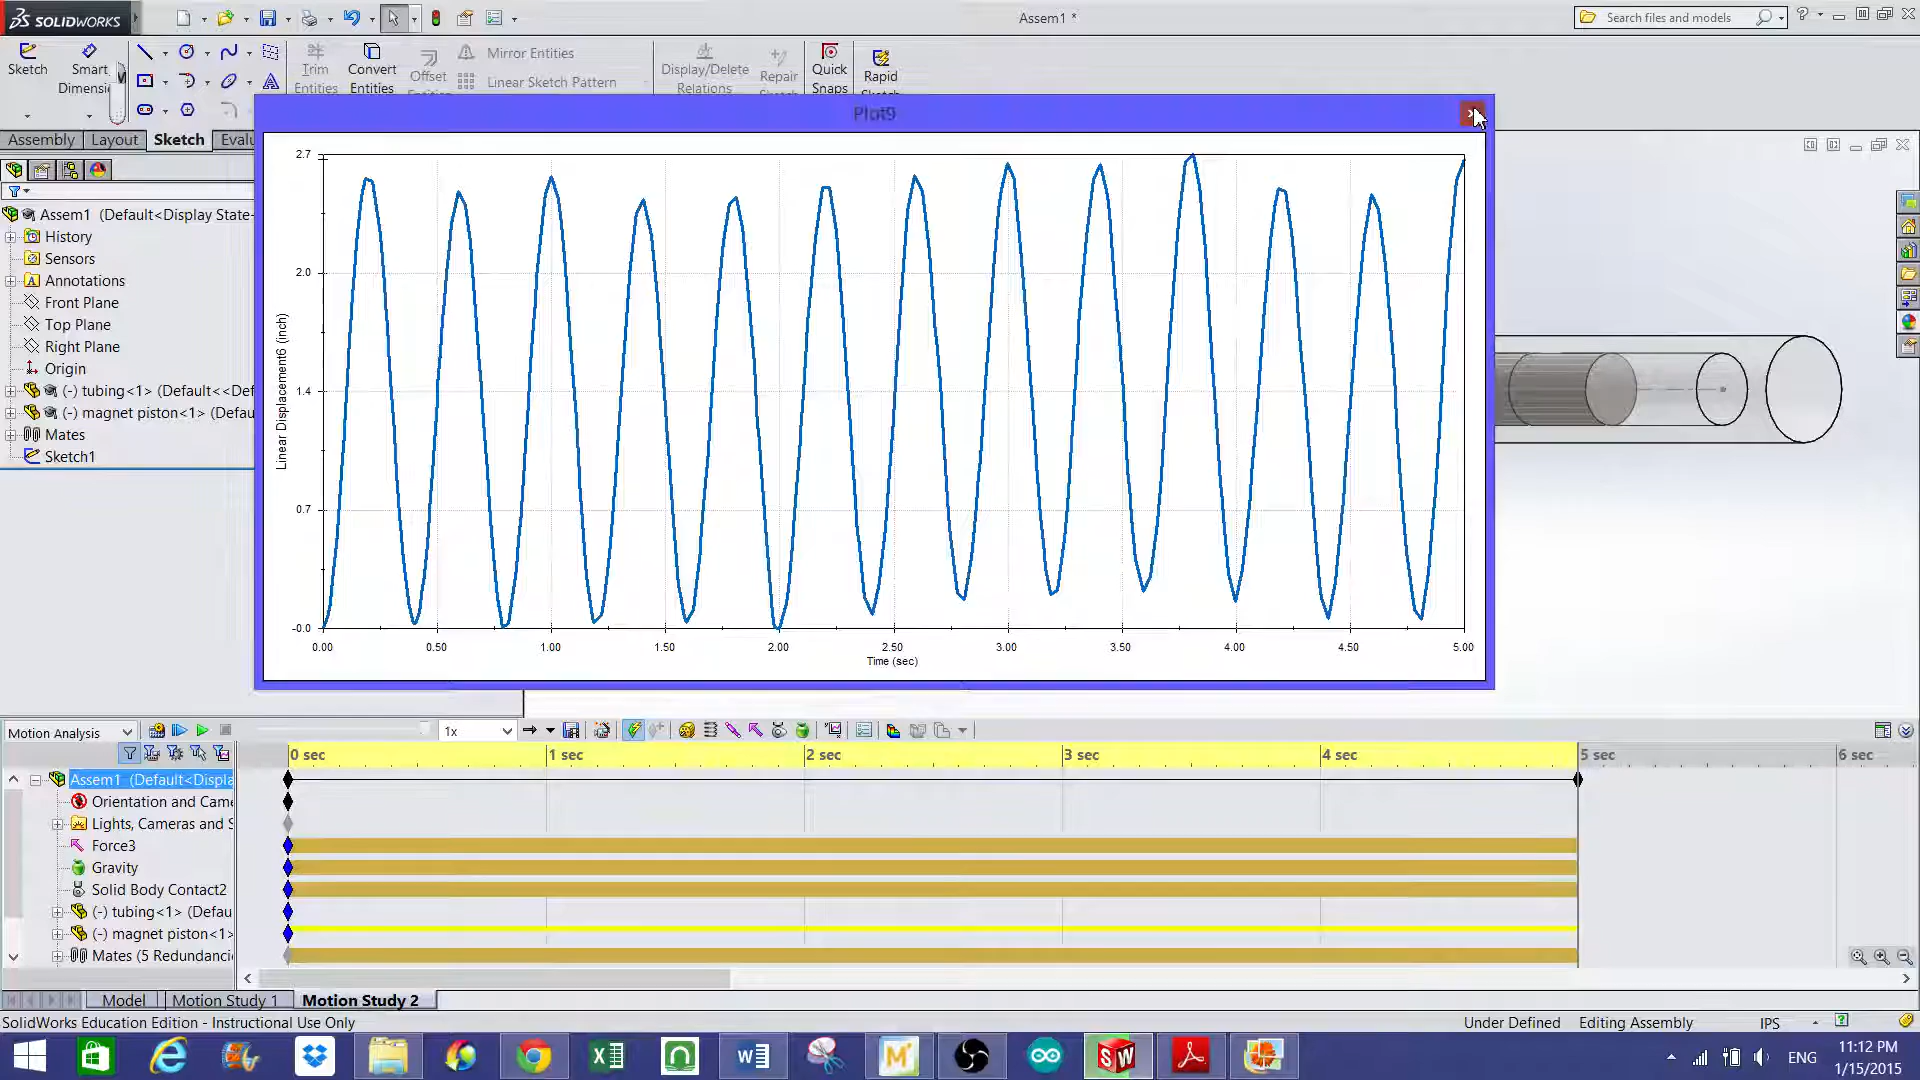 SOLIDWORKS
Assem1 *
Search files and models
Sketch
Smart
Dimensi
Trim
Entities
Convert
Entities
Offset
Mirror Entities
Linear Sketch Pattern
Display/Delete
Relations
Repair
Quick
Snaps
Rapid
Assembly
Layout
Sketch
Evalu
Plot9
Assem1 (Default<Display State-
History
Sensors
Annotations
Front Plane
Top Plane
Right Plane
Origin
(-) tubing<1> (Default<<Def
(-) magnet piston<1> (Defau
Mates
Sketch1
2.7
2.0
1.4
0.7
-0.0
Linear Displacement6 (inch)
0.00 0.50 1.00 1.50 2.00 2.50 3.00 3.50 4.00 4.50 5.00
Time (sec)
Motion Analysis
1x
0 sec 1 sec 2 sec 3 sec 4 sec 5 sec 6 sec
Assem1 (Default<Displa
Orientation and Came
Lights, Cameras and S
Force3
Gravity
Solid Body Contact2
(-) tubing<1> (Defau
(-) magnet piston<1>
Mates (5 Redundanci
Model
Motion Study 1
Motion Study 2
SolidWorks Education Edition - Instructional Use Only
Under Defined
Editing Assembly
IPS
ENG
11:12 PM
1/15/2015